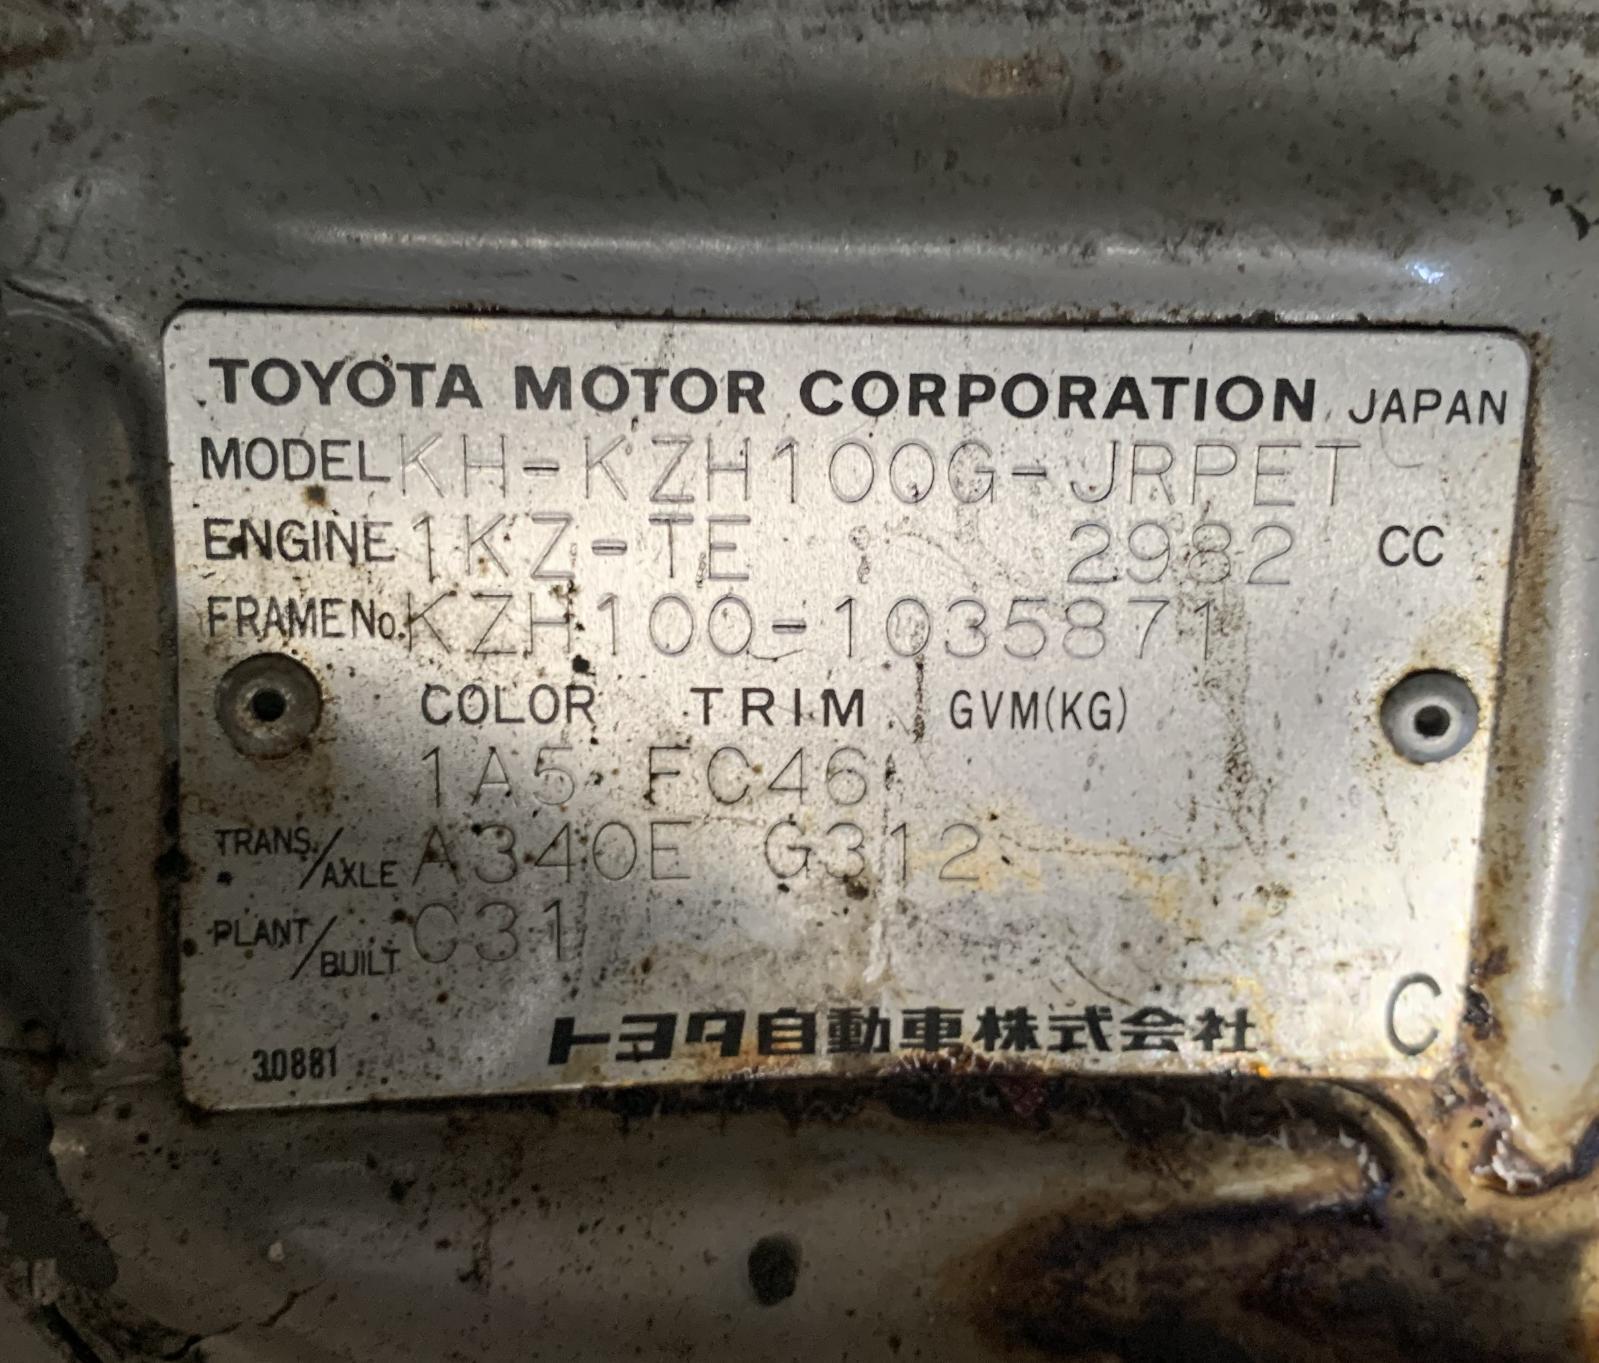 TOYOTA MOTOR CORPORATION JAPAN
MODEL KH-KZH100G-JRPET
ENGINE 1KZ-TE 2982 CC
FRAME No. KZH100-1035871
COLOR TRIM GVM(KG)
1A5 FC46
TRANS./AXLE A340E G312
PLANT/BUILT C31
トヨタ自動車株式会社 C
30881